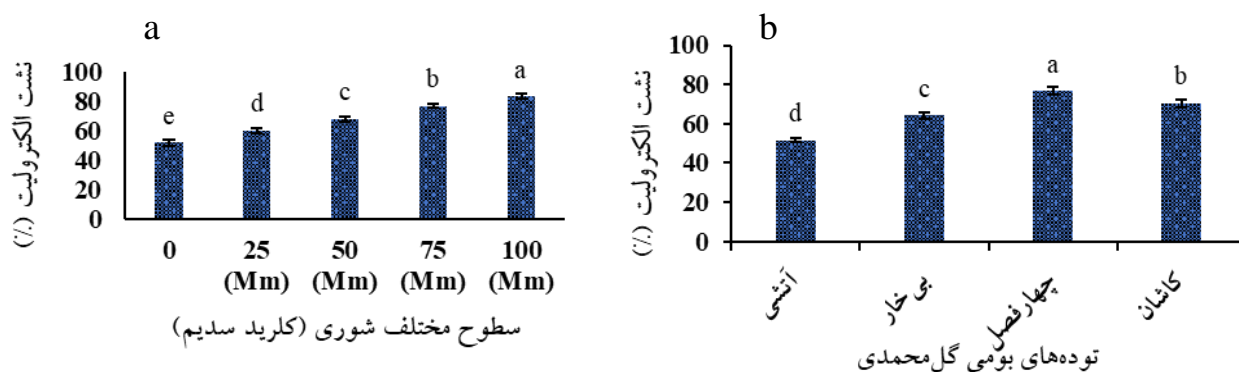 a
نشت الکترولیت (٪)
100
80
60
40
20
0
e
d
c
b
a
0 25 50 75 100
(Mm) (Mm) (Mm) (Mm)
سطوح مختلف شوری (کلرید سدیم)
b
نشت الکترولیت (٪)
100
80
60
40
20
0
d
c
a
b
آتشی
بی خار
چهارفصل
کاشان
توده‌های بومی گل‌محمدی